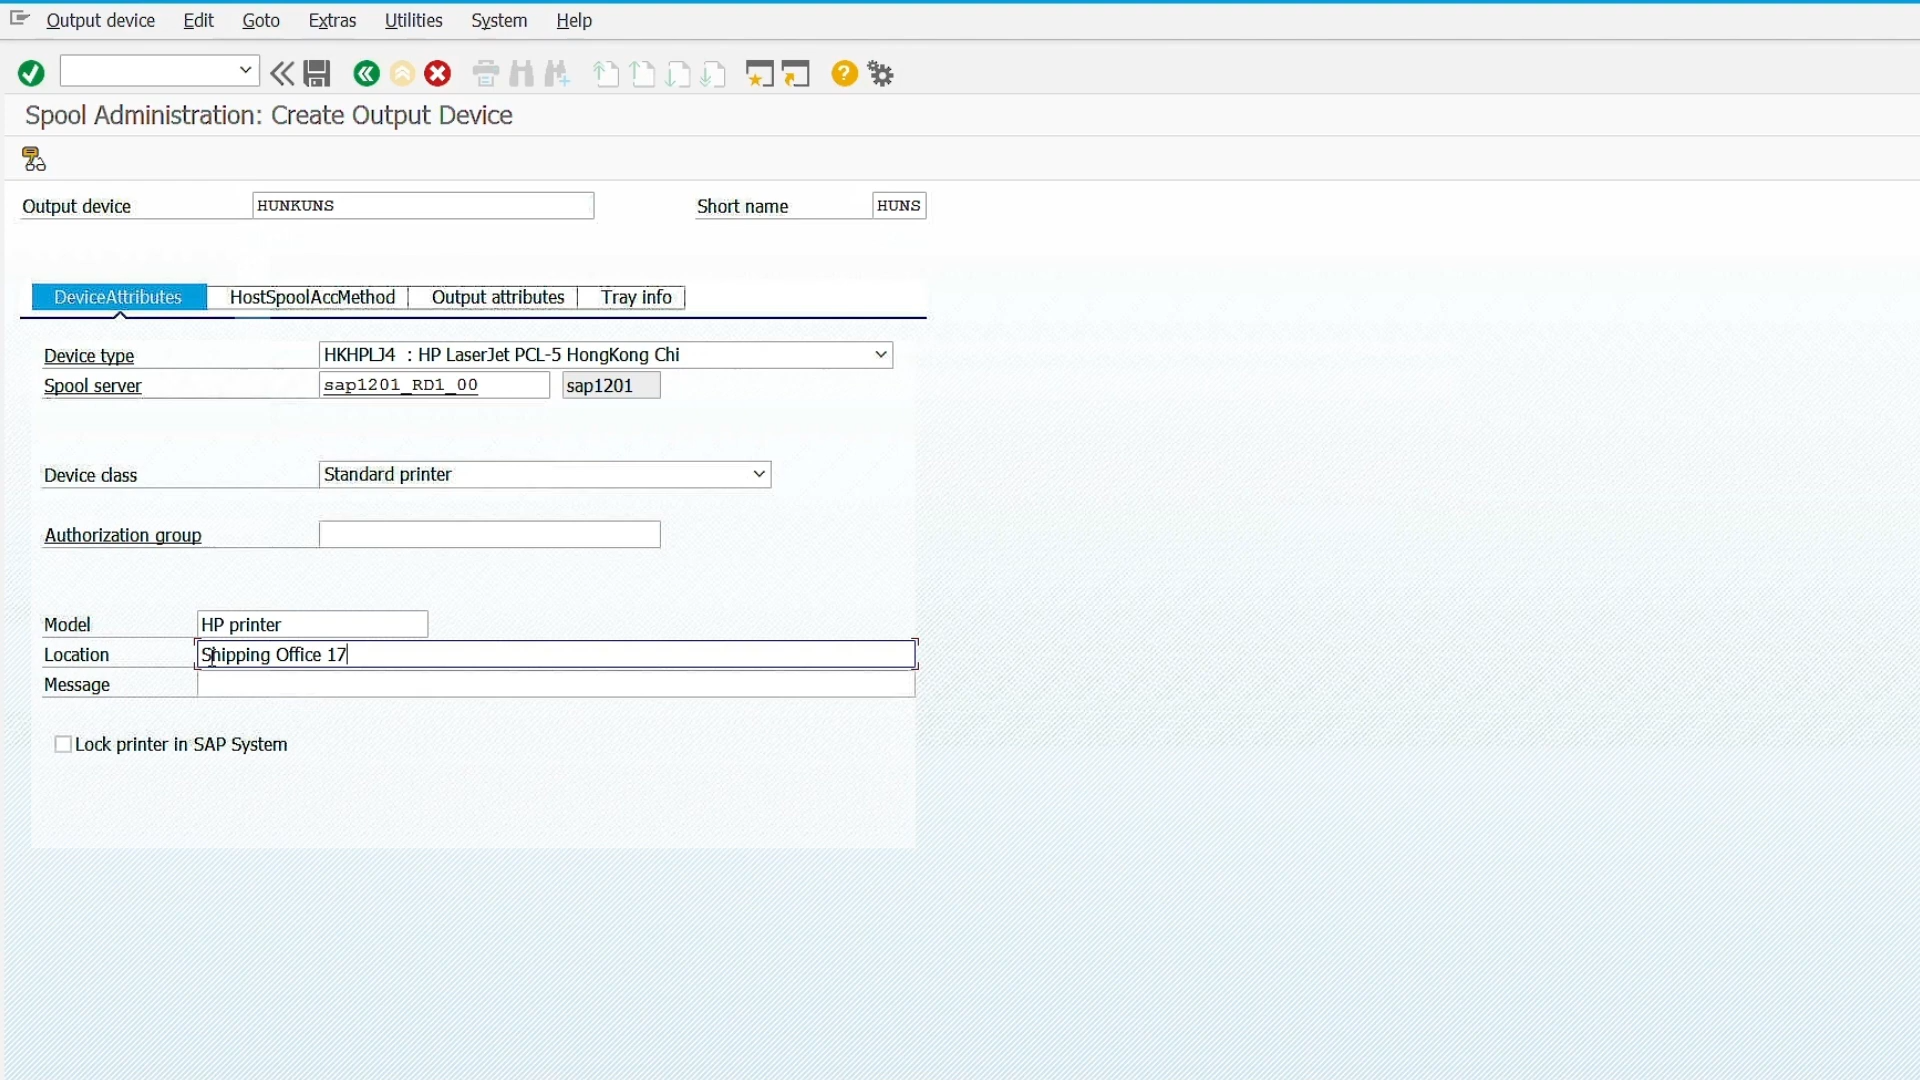 Output device Edit Goto Extras Utilities System Help
Spool Administration: Create Output Device
Output device HUNKUNS Short name HUNS
DeviceAttributes HostSpoolAccMethod Output attributes Tray info
Device type HKHPLJ4 : HP LaserJet PCL-5 HongKong Chi
Spool server sap1201_RD1_00 sap1201
Device class Standard printer
Authorization group
Model HP printer
Location Shipping Office 17
Message
Lock printer in SAP System